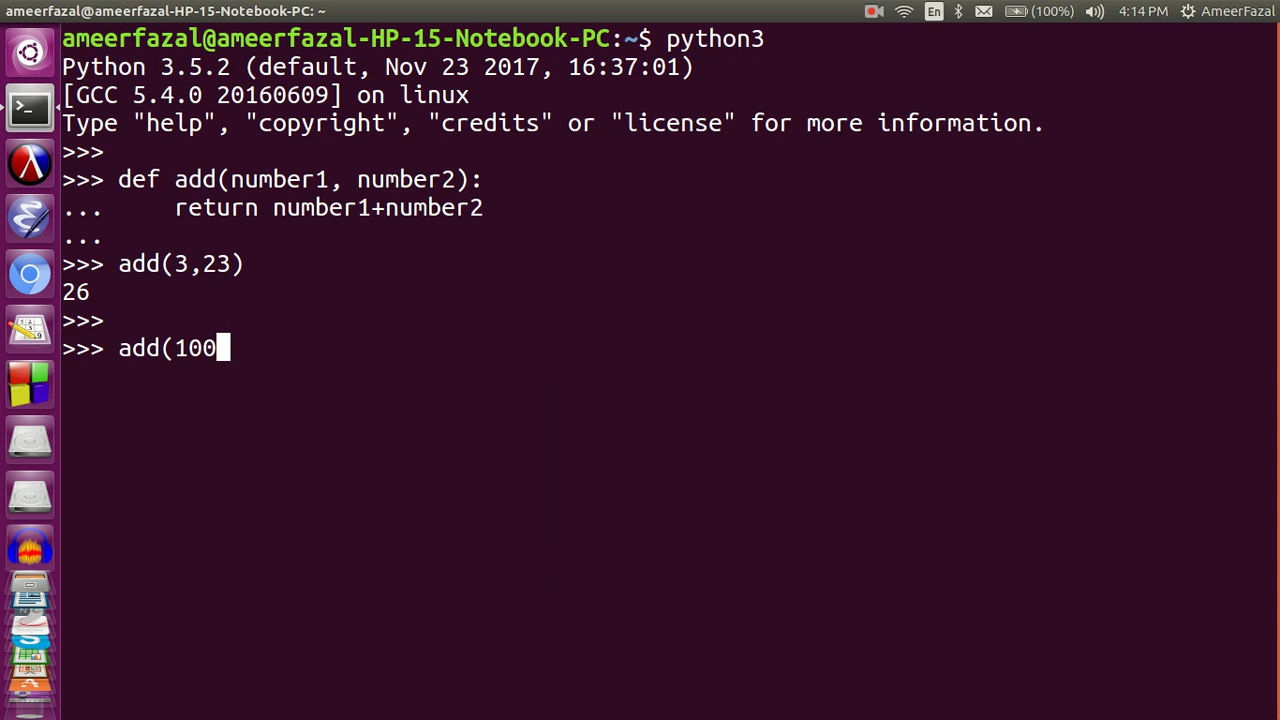 ameerfazal@ameerfazal-HP-15-Notebook-PC: ~
En (100%) 4:14 PM AmeerFazal
ameerfazal@ameerfazal-HP-15-Notebook-PC:~$ python3
Python 3.5.2 (default, Nov 23 2017, 16:37:01)
[GCC 5.4.0 20160609] on linux
Type "help", "copyright", "credits" or "license" for more information.
>>>
>>> def add(number1, number2):
...     return number1+number2
...
>>> add(3,23)
26
>>>
>>> add(100